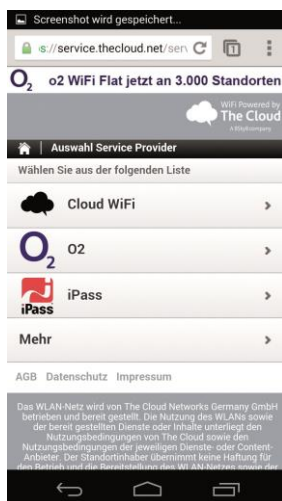 Screenshot wird gespeichert...
s://service.thecloud.net/serv
1
O2 o2 WiFi Flat jetzt an 3.000 Standorten
WiFi Powered by
The Cloud
Auswahl Service Provider
Wählen Sie aus der folgenden Liste
Cloud WiFi
O2 O2
iPass iPass
Mehr
AGB Datenschutz Impressum
Das WLAN-Netz wird von The Cloud Networks Germany GmbH
betrieben und bereit gestellt. Die Nutzung des WLANs sowie
der bereit gestellten Dienste oder Inhalte unterliegt den
Nutzungsbedingungen von The Cloud sowie den
Nutzungsbedingungen der jeweiligen Dienste- oder Content-
Anbieter. Der Standortinhaber übernimmt keine Haftung für
den Betrieb und die Bereitstellung des WLAN-Netzes sowie der